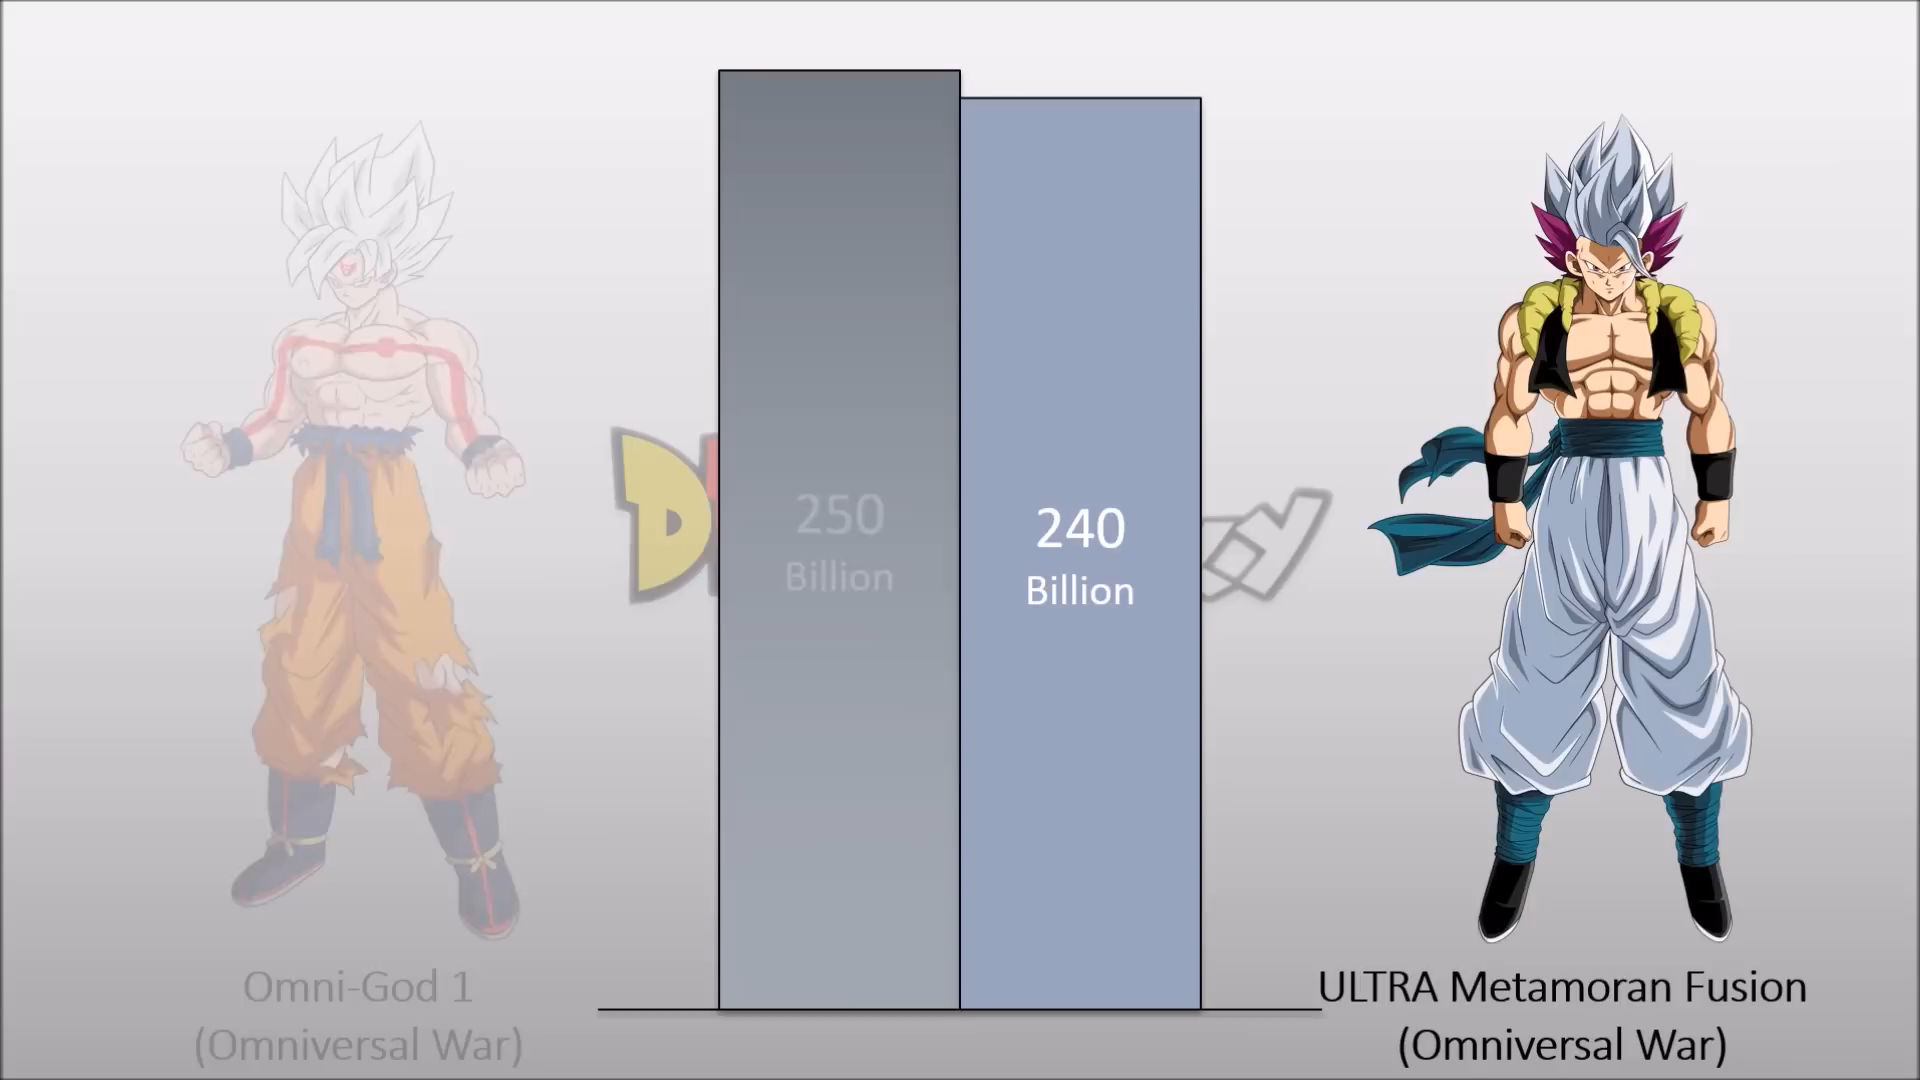 250
Billion
240
Billion
Omni-God 1
(Omniversal War)
ULTRA Metamoran Fusion
(Omniversal War)